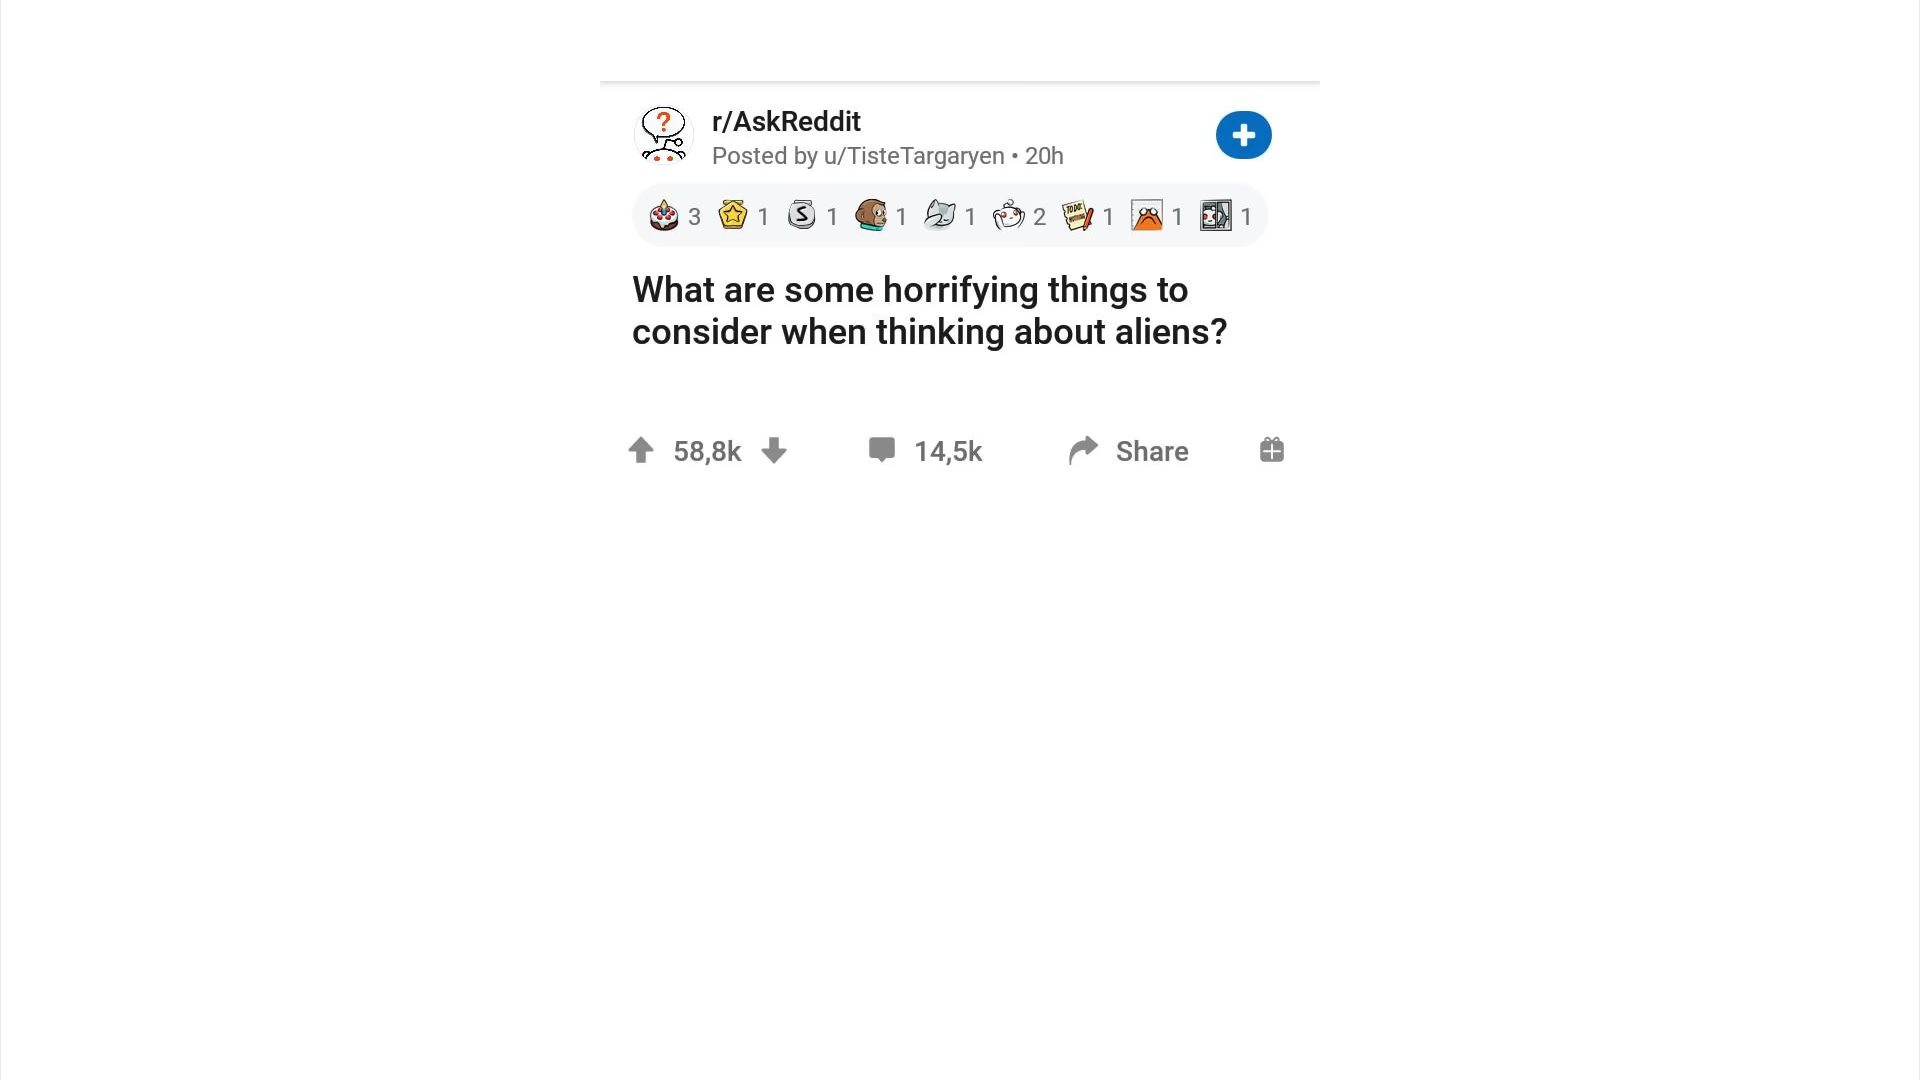 r/AskReddit
Posted by u/TisteTargaryen • 20h
3 1 1 1 1 2 1 1 1
What are some horrifying things to
consider when thinking about aliens?
58,8k 14,5k Share